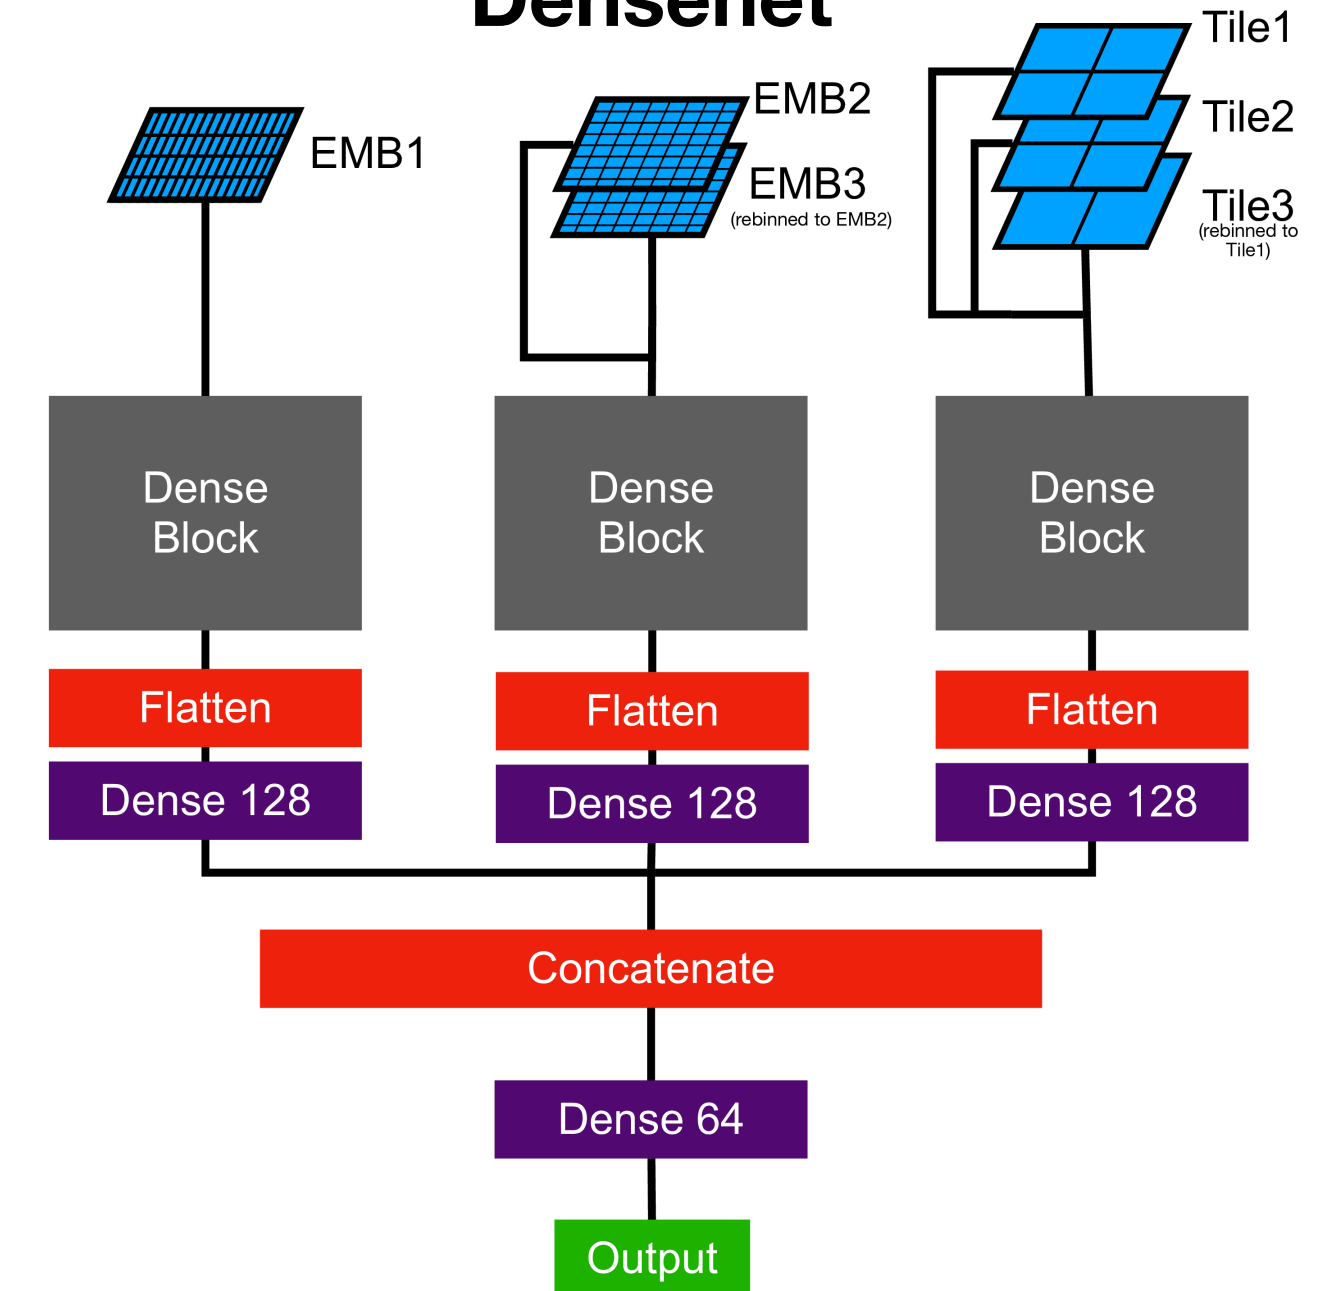 Densenet
Tile1
EMB2
Tile2
EMB1
EMB3
(rebinned to EMB2)
Tile3
(rebinned to
Tile1)
Dense
Block
Dense
Block
Dense
Block
Flatten
Flatten
Flatten
Dense 128
Dense 128
Dense 128
Concatenate
Dense 64
Output